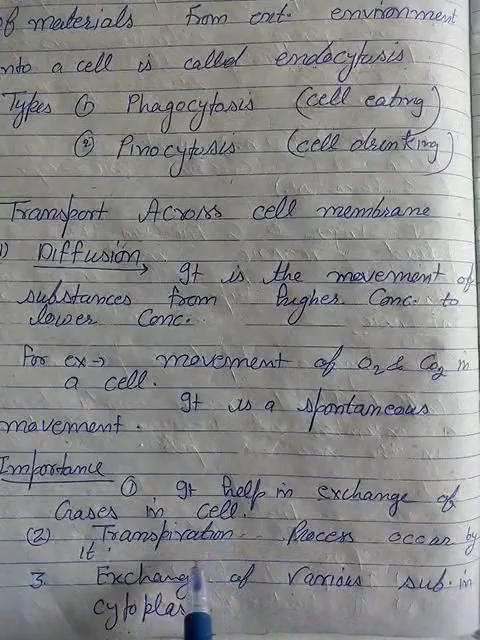 of materials from ext. environment
into a cell is called endocytosis
Types ① Phagocytosis (cell eating)
② Pinocytosis (cell drinking)
Transport Across cell membrane
1) Diffusion → It is the movement of
substances from higher Conc. to
lower Conc.
For ex → movement of O2 & CO2 in
a cell.
It is a spontaneous
movement.
Importance
① It help in exchange of
Gases in cell.
(2) Transpiration Process occur by
it.
3. Exchang of various sub. in
cytoplas